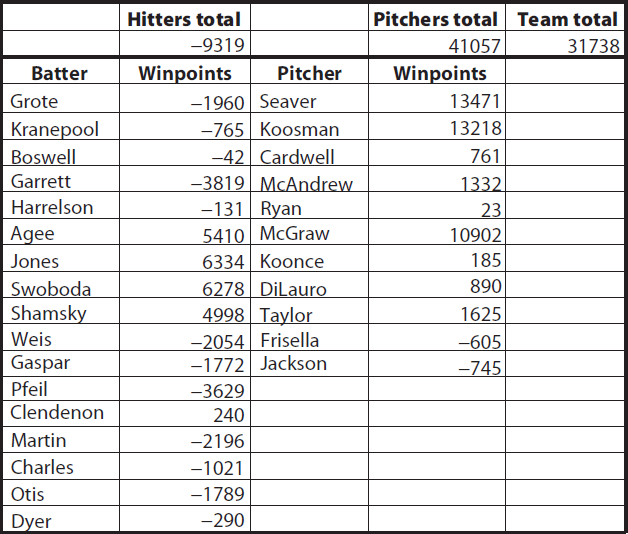 Hitters total Pitchers total Team total
−9319 41057 31738
Batter Winpoints Pitcher Winpoints
Grote −1960 Seaver 13471
Kranepool −765 Koosman 13218
Boswell −42 Cardwell 761
Garrett −3819 McAndrew 1332
Harrelson −131 Ryan 23
Agee 5410 McGraw 10902
Jones 6334 Koonce 185
Swoboda 6278 DiLauro 890
Shamsky 4998 Taylor 1625
Weis −2054 Frisella −605
Gaspar −1772 Jackson −745
Pfeil −3629
Clendenon 240
Martin −2196
Charles −1021
Otis −1789
Dyer −290